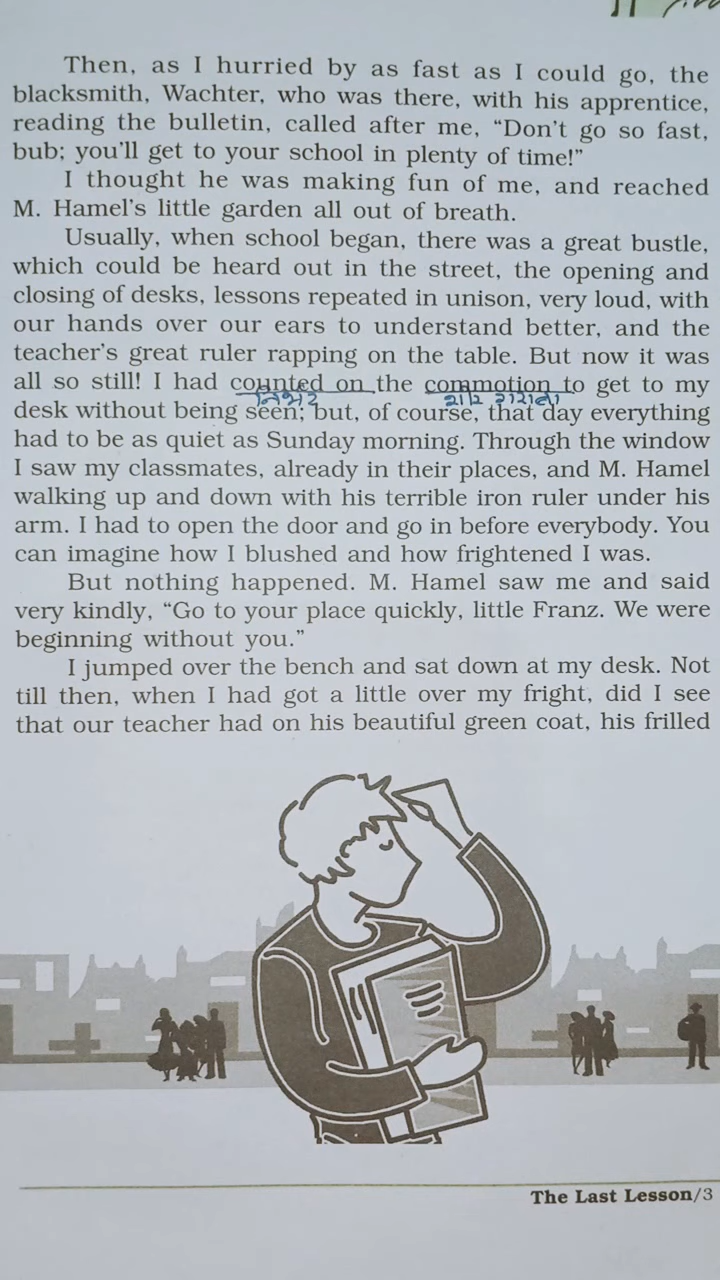 Then, as I hurried by as fast as I could go, the
blacksmith, Wachter, who was there, with his apprentice,
reading the bulletin, called after me, “Don’t go so fast,
bub; you’ll get to your school in plenty of time!”
I thought he was making fun of me, and reached
M. Hamel’s little garden all out of breath.
Usually, when school began, there was a great bustle,
which could be heard out in the street, the opening and
closing of desks, lessons repeated in unison, very loud, with
our hands over our ears to understand better, and the
teacher’s great ruler rapping on the table. But now it was
all so still! I had counted on the commotion to get to my
desk without being seen; but, of course, that day everything
had to be as quiet as Sunday morning. Through the window
I saw my classmates, already in their places, and M. Hamel
walking up and down with his terrible iron ruler under his
arm. I had to open the door and go in before everybody. You
can imagine how I blushed and how frightened I was.
But nothing happened. M. Hamel saw me and said
very kindly, “Go to your place quickly, little Franz. We were
beginning without you.”
I jumped over the bench and sat down at my desk. Not
till then, when I had got a little over my fright, did I see
that our teacher had on his beautiful green coat, his frilled
The Last Lesson/3